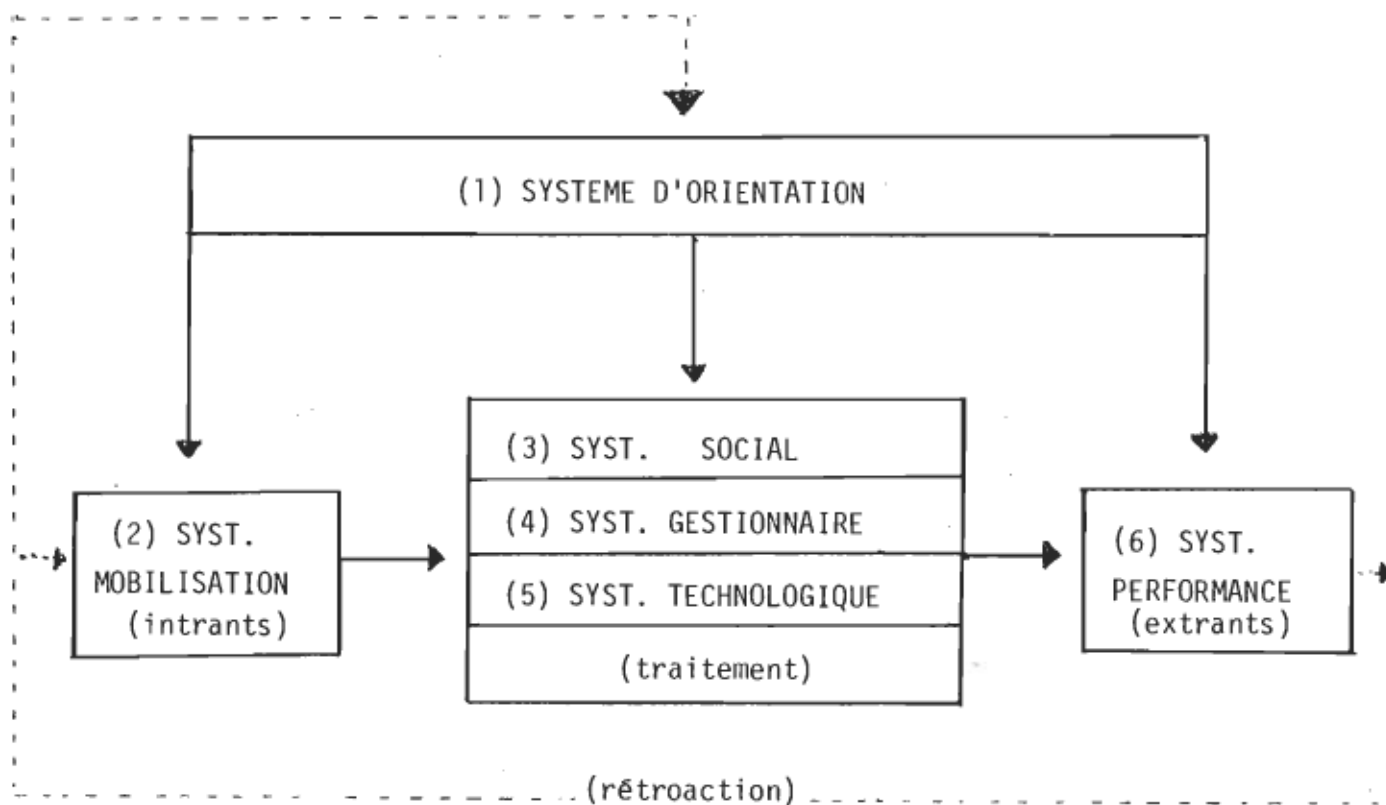 (1) SYSTEME D'ORIENTATION
(2) SYST.
MOBILISATION
(intrants)
(3) SYST. SOCIAL
(4) SYST. GESTIONNAIRE
(5) SYST. TECHNOLOGIQUE
(traitement)
(6) SYST.
PERFORMANCE
(extrants)
(rétroaction)